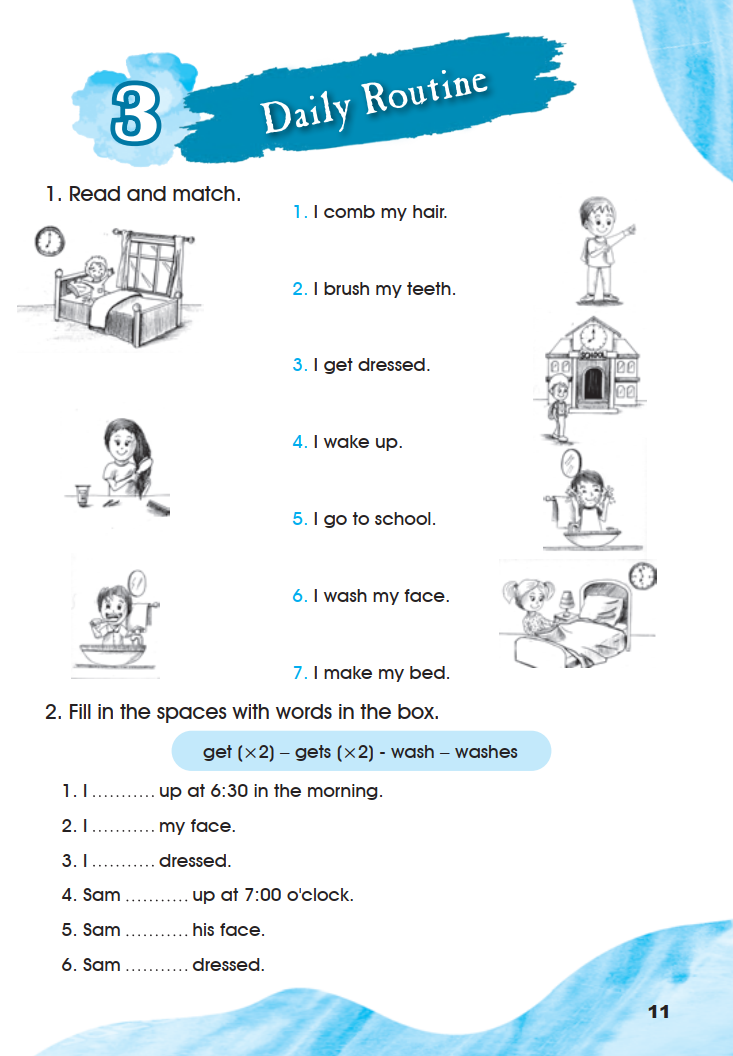 3
Daily Routine
1. Read and match.
1. I comb my hair.
2. I brush my teeth.
3. I get dressed.
SCHOOL
4. I wake up.
5. I go to school.
6. I wash my face.
7. I make my bed.
2. Fill in the spaces with words in the box.
get (×2) – gets (×2) - wash – washes
1. I ........... up at 6:30 in the morning.
2. I ........... my face.
3. I ........... dressed.
4. Sam ........... up at 7:00 o'clock.
5. Sam ........... his face.
6. Sam ........... dressed.
11